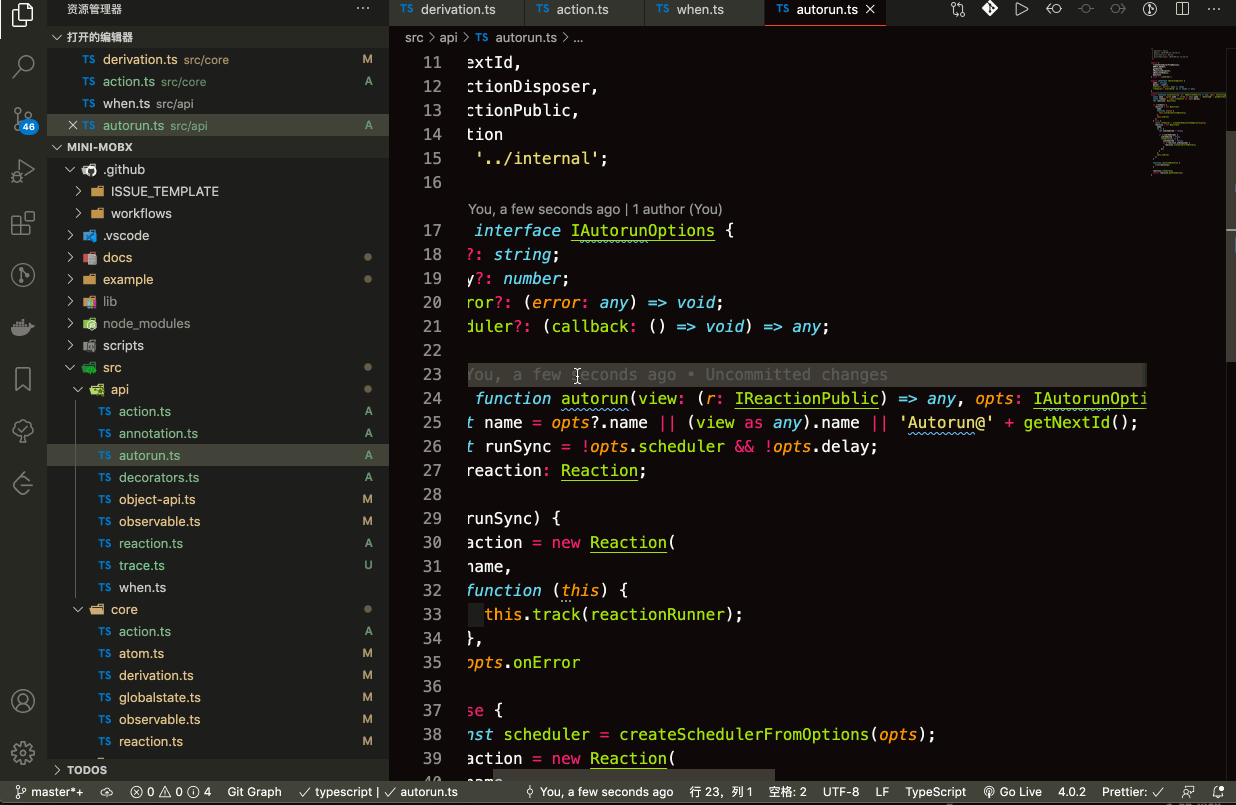 资源管理器
打开的编辑器
TS derivation.ts src/core M
TS action.ts src/core A
TS when.ts src/api
TS autorun.ts src/api A
MINI-MOBX
.github
ISSUE_TEMPLATE
workflows
.vscode
docs
example
lib
node_modules
scripts
src
api
TS action.ts A
TS annotation.ts A
TS autorun.ts A
TS decorators.ts A
TS object-api.ts M
TS observable.ts M
TS reaction.ts A
TS trace.ts U
TS when.ts
core
TS action.ts A
TS atom.ts M
TS derivation.ts M
TS globalstate.ts M
TS observable.ts M
TS reaction.ts M
TODOS
46
TS derivation.ts TS action.ts TS when.ts TS autorun.ts
src > api > TS autorun.ts > ...
11 extId,
12 ctionDisposer,
13 ctionPublic,
14 tion
15 '../internal';
16
You, a few seconds ago | 1 author (You)
17 interface IAutorunOptions {
18 ?: string;
19 y?: number;
20 ror?: (error: any) => void;
21 duler?: (callback: () => void) => any;
22
23 You, a few seconds ago • Uncommitted changes
24 function autorun(view: (r: IReactionPublic) => any, opts: IAutorunOpti
25 t name = opts?.name || (view as any).name || 'Autorun@' + getNextId();
26 t runSync = !opts.scheduler && !opts.delay;
27 reaction: Reaction;
28
29 runSync) {
30 action = new Reaction(
31 name,
32 function (this) {
33 this.track(reactionRunner);
34 },
35 opts.onError
36
37 se {
38 nst scheduler = createSchedulerFromOptions(opts);
39 action = new Reaction(
40 name
master*+ 0 0 4 Git Graph typescript | autorun.ts You, a few seconds ago 行 23，列 1 空格: 2 UTF-8 LF TypeScript Go Live 4.0.2 Prettier: